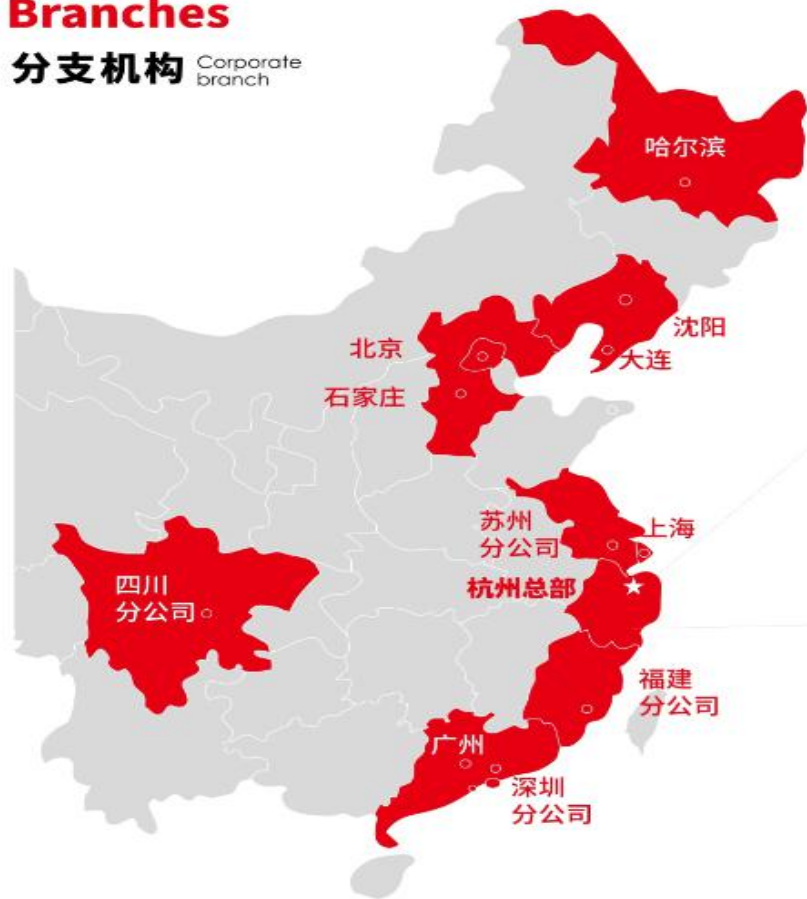 Branches
分支机构 Corporate
branch
哈尔滨
沈阳
北京
大连
石家庄
苏州
分公司
上海
杭州总部
四川
分公司
福建
分公司
广州
深圳
分公司